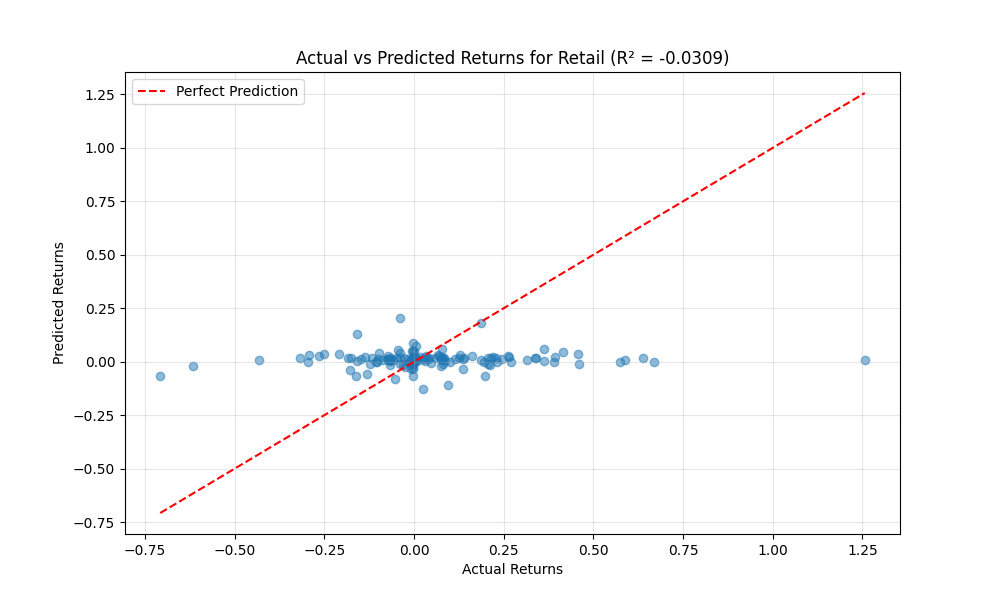 Actual vs Predicted Returns for Retail (R² = -0.0309)
Perfect Prediction
1.25
1.00
0.75
0.50
0.25
0.00
−0.25
−0.50
−0.75
Predicted Returns
−0.75 −0.50 −0.25 0.00 0.25 0.50 0.75 1.00 1.25
Actual Returns